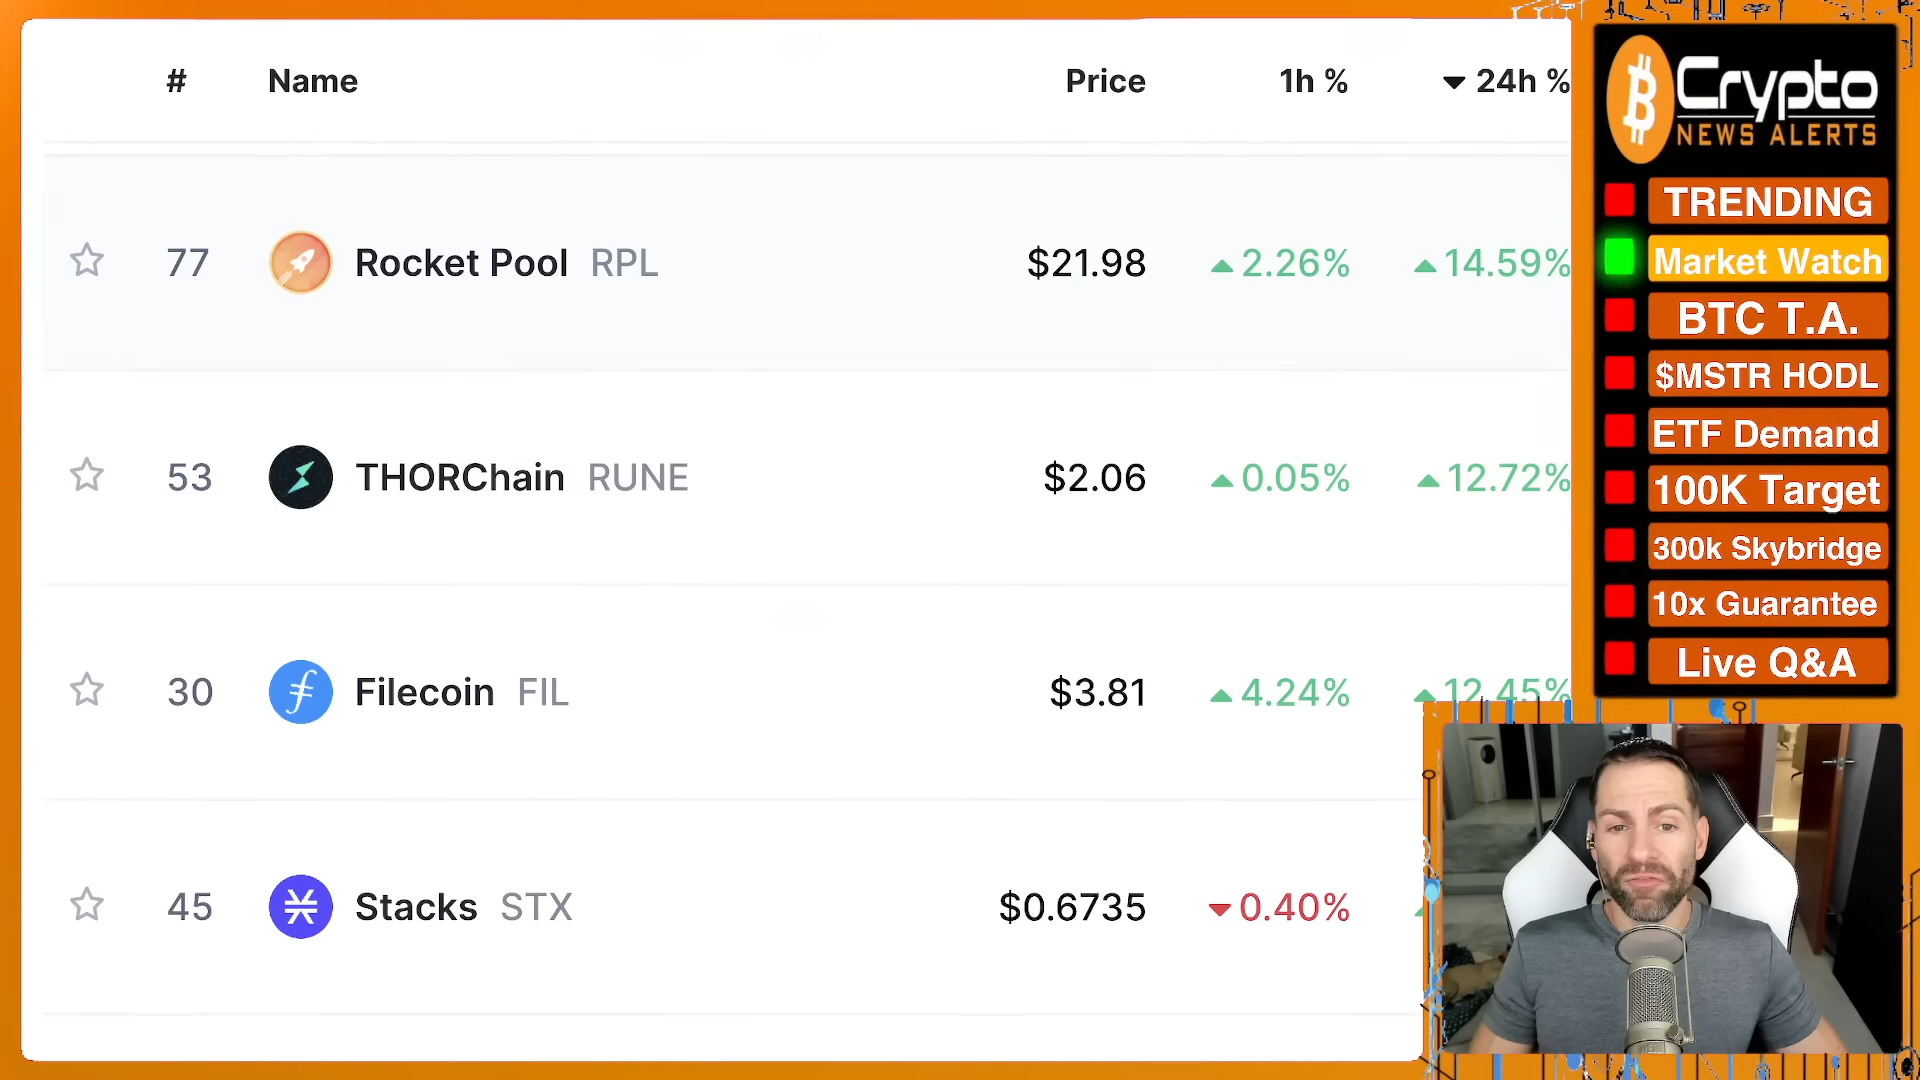 # Name Price 1h % 24h %
77 Rocket Pool RPL $21.98 2.26% 14.59%
53 THORChain RUNE $2.06 0.05% 12.72%
30 Filecoin FIL $3.81 4.24% 12.45%
45 Stacks STX $0.6735 0.40%
Crypto
NEWS ALERTS
TRENDING
Market Watch
BTC T.A.
$MSTR HODL
ETF Demand
100K Target
300k Skybridge
10x Guarantee
Live Q&A